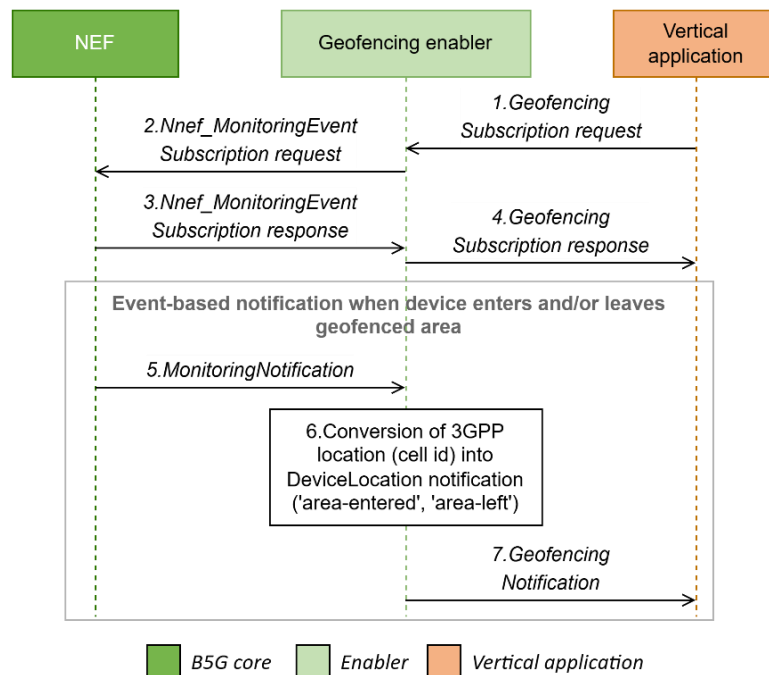 NEF
Geofencing enabler
Vertical
application
1.Geofencing
Subscription request
2.Nnef_MonitoringEvent
Subscription request
3.Nnef_MonitoringEvent
Subscription response
4.Geofencing
Subscription response
Event-based notification when device enters and/or leaves
geofenced area
5.MonitoringNotification
6.Conversion of 3GPP
location (cell id) into
DeviceLocation notification
('area-entered', 'area-left')
7.Geofencing
Notification
B5G core
Enabler
Vertical application